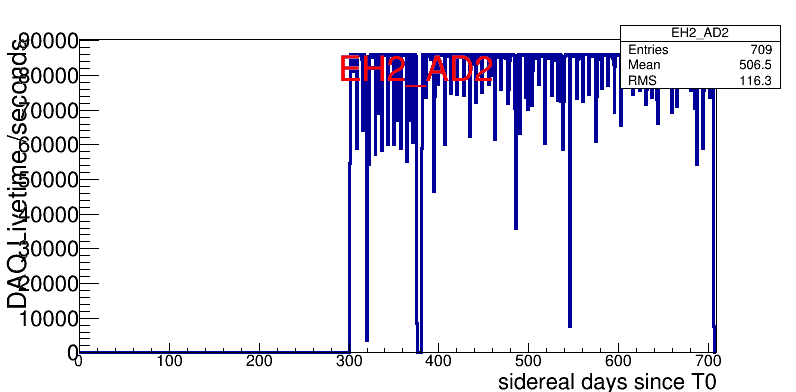 EH2_AD2
Entries 709
Mean 506.5
RMS 116.3
EH2_AD2
DAQ Livetime /seconds
90000
80000
70000
60000
50000
40000
30000
20000
10000
0
0 100 200 300 400 500 600 700
sidereal days since T0